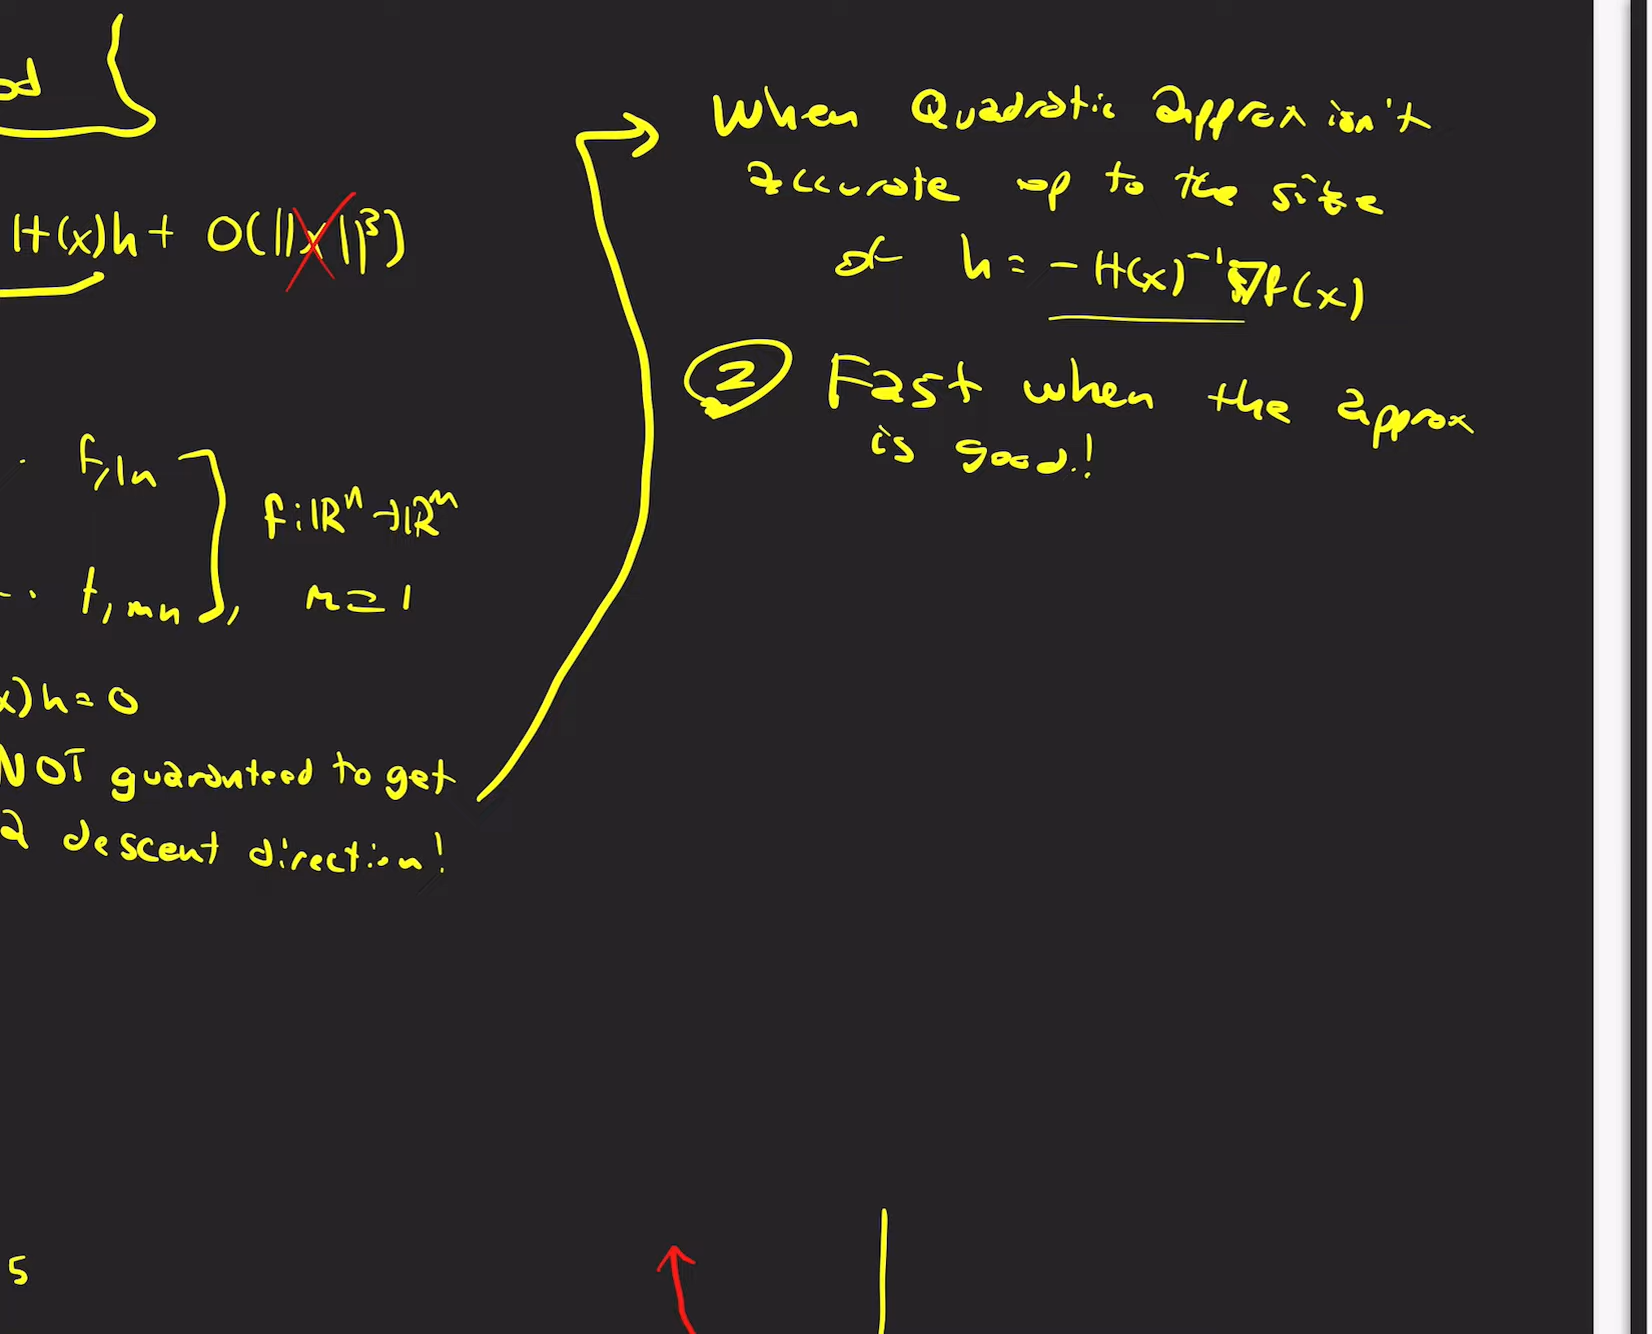 od
H(x)h + O(||x||³)
. f,1n
f: ℝⁿ → ℝᵐ
.. f,mn ],
m = 1
x)h = 0
NOT guaranteed to get
a descent direction!
5
When Quadratic approx isn't
accurate up to the size
of h = -H(x)⁻¹∇f(x)
② Fast when the approx
is good!